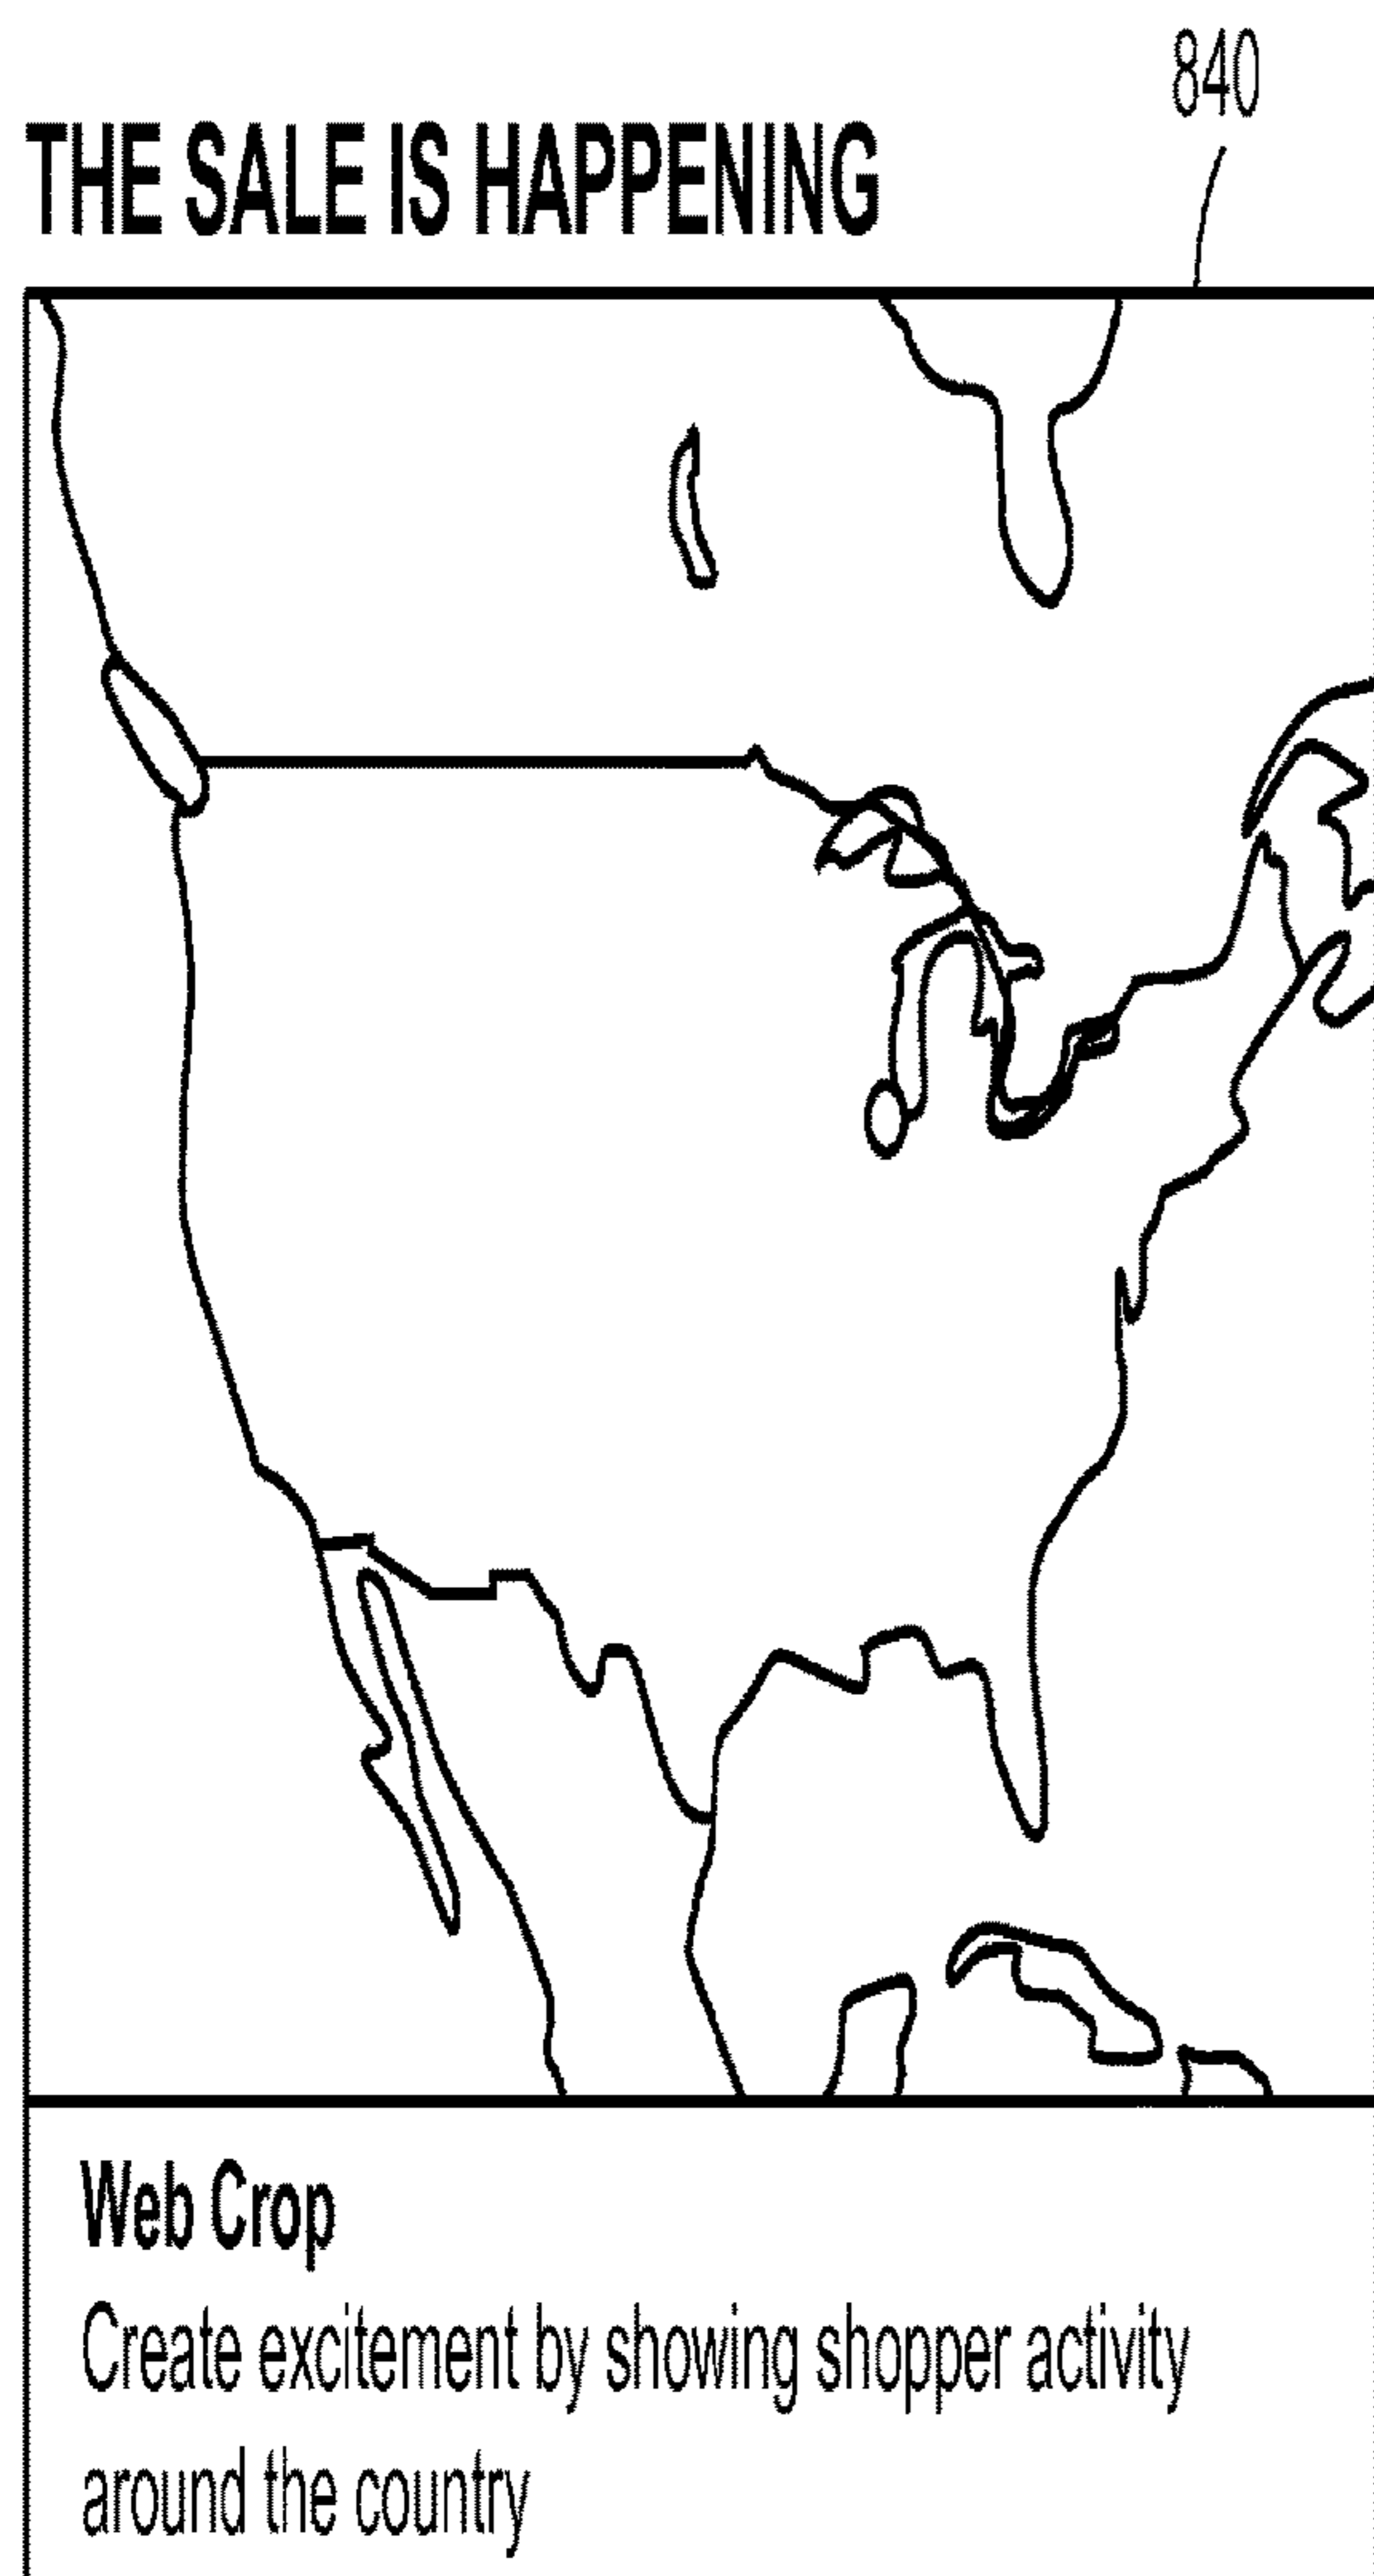 840
THE SALE IS HAPPENING
Web Crop
Create excitement by showing shopper activity
around the country